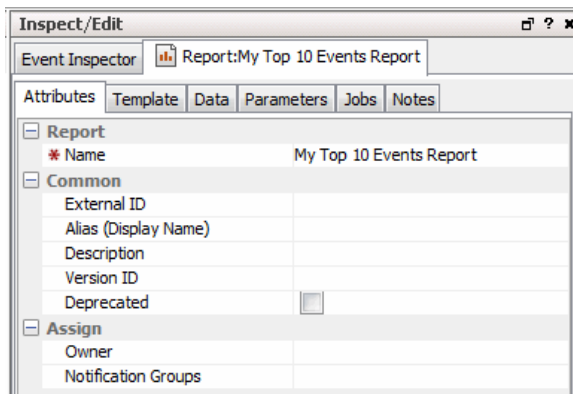 Inspect/Edit
Event Inspector Report:My Top 10 Events Report
Attributes Template Data Parameters Jobs Notes
Report
* Name My Top 10 Events Report
Common
External ID
Alias (Display Name)
Description
Version ID
Deprecated
Assign
Owner
Notification Groups